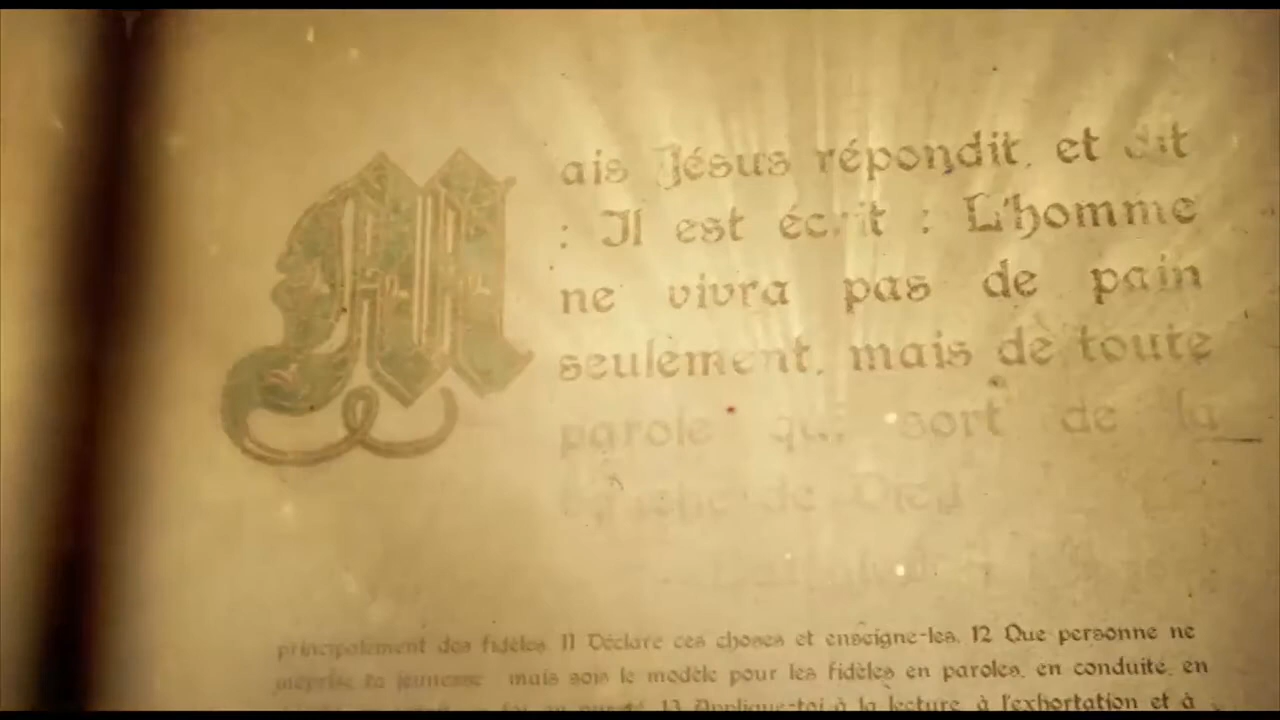 Mais Jésus répondit, et dit
: Il est écrit : L'homme
ne vivra pas de pain
seulement, mais de toute
parole qui sort de la
bouche de Dieu
principalement des fidèles. 11 Déclare ces choses et enseigne-les. 12 Que personne ne
méprise ta jeunesse mais sois le modèle pour les fidèles en paroles, en conduite, en
13 Applique-toi à la lecture, à l'exhortation et à